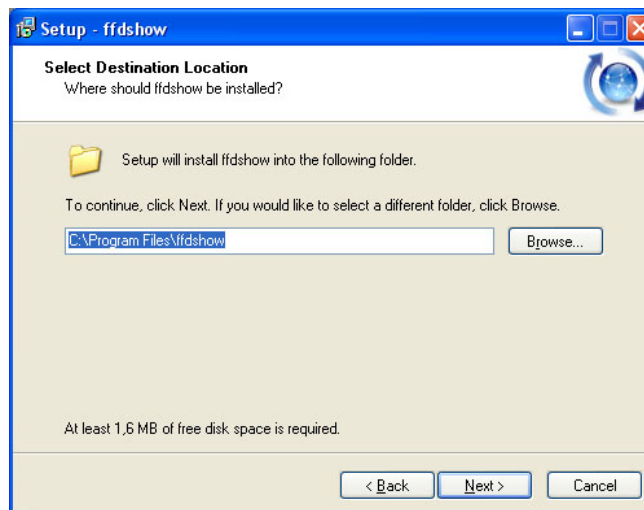 Setup - ffdshow
Select Destination Location
Where should ffdshow be installed?
Setup will install ffdshow into the following folder.
To continue, click Next. If you would like to select a different folder, click Browse.
C:\Program Files\ffdshow
Browse...
At least 1,6 MB of free disk space is required.
< Back
Next >
Cancel